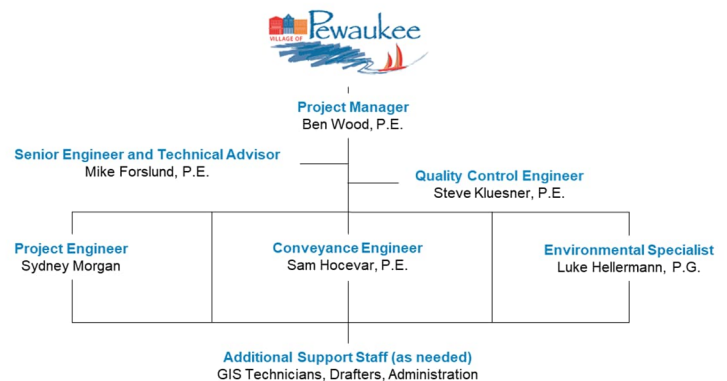 VILLAGE OF
Pewaukee
Project Manager
Ben Wood, P.E.
Senior Engineer and Technical Advisor
Mike Forslund, P.E.
Quality Control Engineer
Steve Kluesner, P.E.
Project Engineer
Sydney Morgan
Conveyance Engineer
Sam Hocevar, P.E.
Environmental Specialist
Luke Hellermann, P.G.
Additional Support Staff (as needed)
GIS Technicians, Drafters, Administration